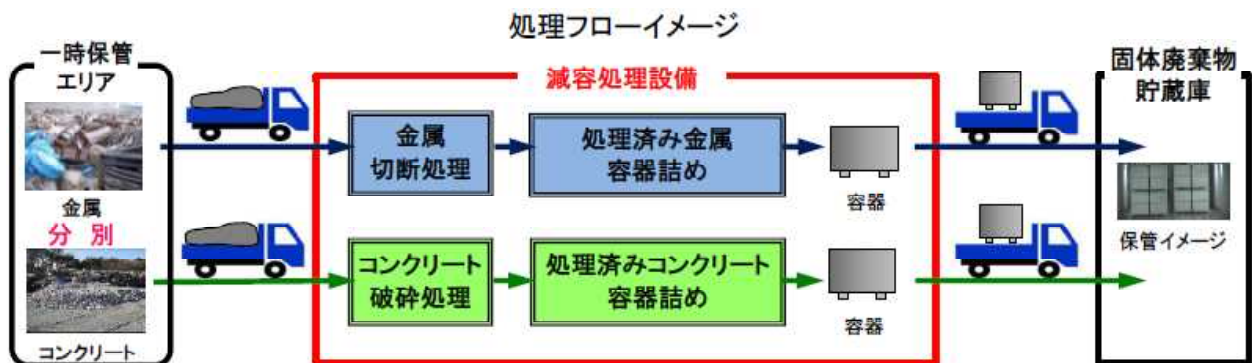 処理フローイメージ
一時保管
エリア
金属
分 別
コンクリート
減容処理設備
金属
切断処理
処理済み金属
容器詰め
容器
コンクリート
破砕処理
処理済みコンクリート
容器詰め
容器
固体廃棄物
貯蔵庫
保管イメージ